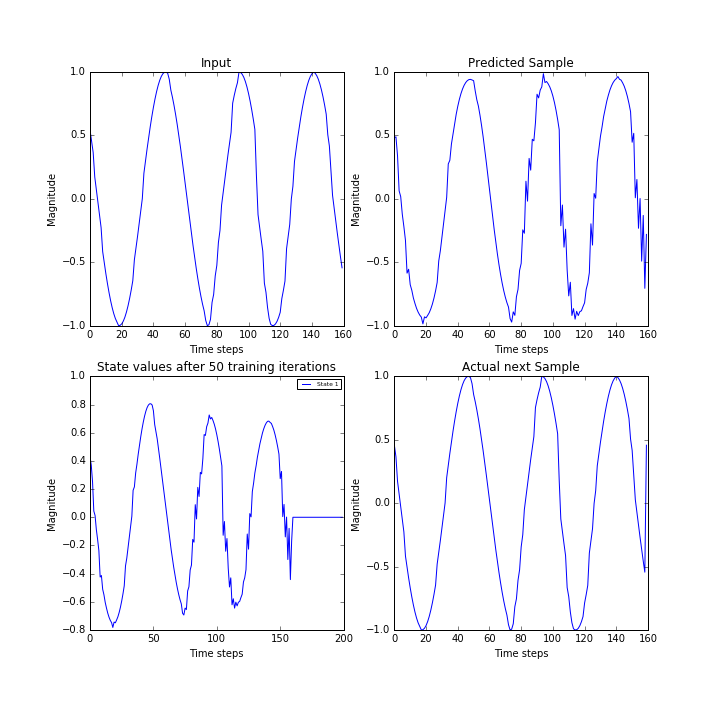 Input
Magnitude
1.0
0.5
0.0
−0.5
−1.0
0 20 40 60 80 100 120 140 160
Time steps
Predicted Sample
Magnitude
1.0
0.5
0.0
−0.5
−1.0
0 20 40 60 80 100 120 140 160
Time steps
State values after 50 training iterations
State 1
Magnitude
1.0
0.8
0.6
0.4
0.2
0.0
−0.2
−0.4
−0.6
−0.8
0 50 100 150 200
Time steps
Actual next Sample
Magnitude
1.0
0.5
0.0
−0.5
−1.0
0 20 40 60 80 100 120 140 160
Time steps